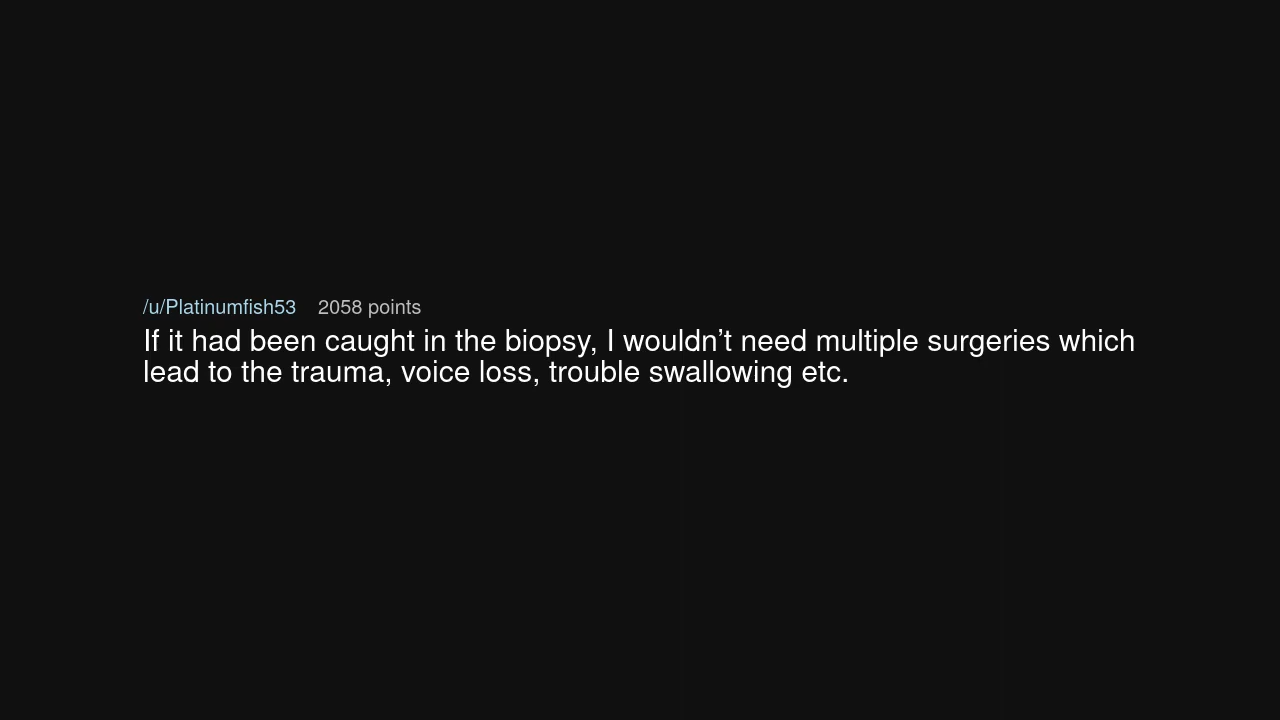 /u/Platinumfish53 2058 points
If it had been caught in the biopsy, I wouldn’t need multiple surgeries which
lead to the trauma, voice loss, trouble swallowing etc.